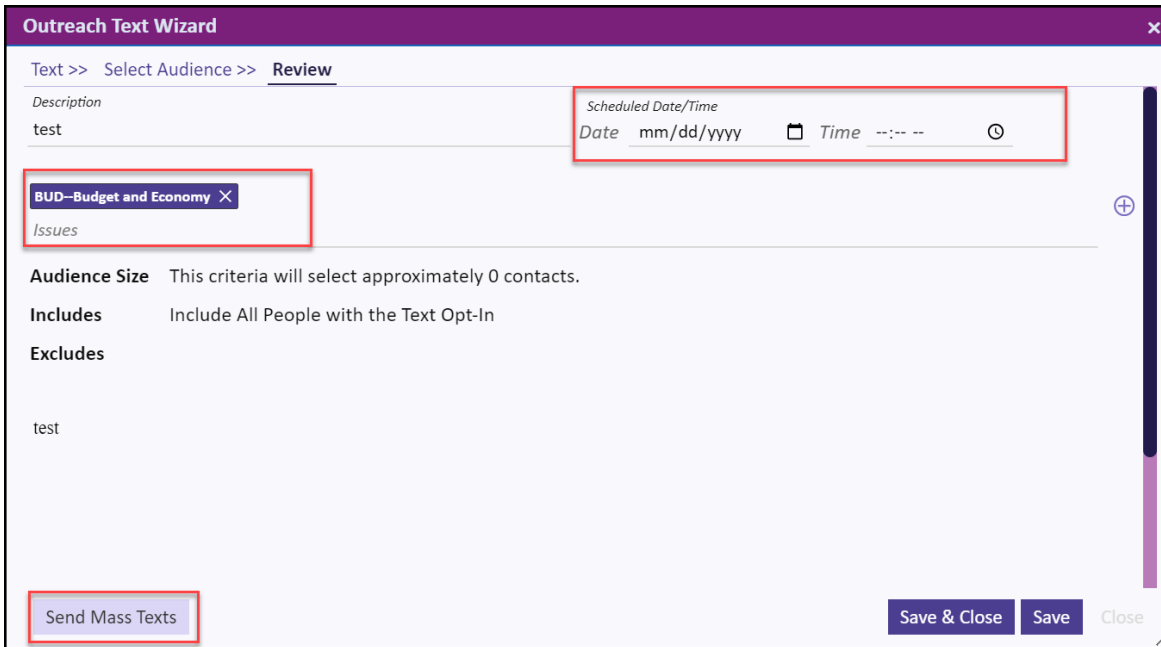 Outreach Text Wizard ×
Text >> Select Audience >> Review
Description
test
Scheduled Date/Time
Date mm/dd/yyyy Time --:-- --
BUD--Budget and Economy X
Issues
Audience Size This criteria will select approximately 0 contacts.
Includes Include All People with the Text Opt-In
Excludes
test
Send Mass Texts Save & Close Save Close